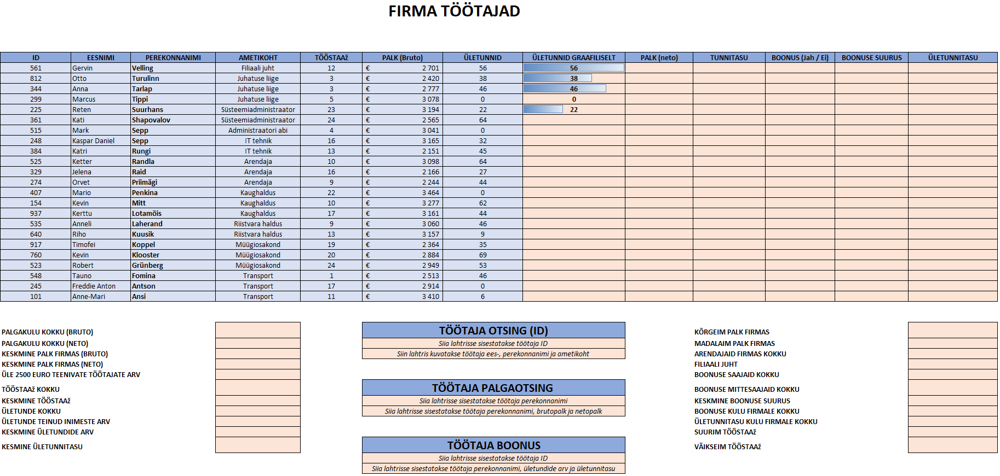 FIRMA TÖÖTAJAD
ID EESNIMI PEREKONNANIMI AMETIKOHT TÖÖSTAAž PALK (Bruto) ÜLETUNNID ÜLETUNNID GRAAFILISELT PALK (neto) TUNNITASU BOONUS (Jah / Ei) BOONUSE SUURUS ÜLETUNNITASU
561 Gervin Velling Filiaali juht 12 € 2 701 56 56
812 Otto Turulinn Juhatuse liige 3 € 2 420 38 38
344 Anna Tarlap Juhatuse liige 3 € 2 777 46 46
299 Marcus Tippi Juhatuse liige 5 € 3 078 0 0
225 Reten Suurhans Süsteemiadministraator 23 € 3 194 22 22
361 Kati Shapovalov Süsteemiadministraator 24 € 2 565 64
515 Mark Sepp Administraatori abi 4 € 3 041 0
248 Kaspar Daniel Sepp IT tehnik 16 € 3 165 32
384 Katri Rungi IT tehnik 13 € 2 151 45
525 Ketter Randla Arendaja 10 € 3 098 64
329 Jelena Raid Arendaja 16 € 2 166 27
274 Orvet Priimägi Arendaja 9 € 2 244 44
407 Mario Penkina Kaughaldus 22 € 3 464 0
154 Kevin Mitt Kaughaldus 10 € 3 277 62
937 Kerttu Lotamõis Kaughaldus 17 € 3 161 44
535 Anneli Laherand Riistvara haldus 9 € 3 060 46
640 Riho Kuusik Riistvara haldus 13 € 3 157 9
917 Timofei Koppel Müügiosakond 19 € 2 364 35
760 Kevin Klooster Müügiosakond 20 € 2 884 69
523 Robert Grünberg Müügiosakond 24 € 2 949 53
548 Tauno Fomina Transport 1 € 2 513 46
245 Freddie Anton Antson Transport 17 € 2 914 0
101 Anne-Mari Ansi Transport 11 € 3 410 6
PALGAKULU KOKKU (BRUTO)
PALGAKULU KOKKU (NETO)
KESKMINE PALK FIRMAS (BRUTO)
KESKMINE PALK FIRMAS (NETO)
ÜLE 2500 EURO TEENIVATE TÖÖTAJATE ARV
TÖÖSTAAž KOKKU
KESKMINE TÖÖSTAAž
ÜLETUNDE KOKKU
ÜLETUNDE TEINUD INIMESTE ARV
KESKMINE ÜLETUNDIDE ARV
KESMINE ÜLETUNNITASU
TÖÖTAJA OTSING (ID)
Siia lahtrisse sisestatakse töötaja ID
Siin lahtris kuvatakse töötaja ees-, perekonnanimi ja ametikoht
TÖÖTAJA PALGAOTSING
Siia lahtrisse sisestatakse töötaja perekonnanimi
Siia lahtrisse sisestatakse töötaja perekonnanimi, brutopalk ja netopalk
TÖÖTAJA BOONUS
Siia lahtrisse sisestatakse töötaja ID
Siia lahtrisse sisestatakse töötaja perekonnanimi, ületundide arv ja ületunnitasu
KÕRGEIM PALK FIRMAS
MADALAIM PALK FIRMAS
ARENDAJAID FIRMAS KOKKU
FILIAALI JUHT
BOONUSE SAAJAID KOKKU
BOONUSE MITTESAAJAID KOKKU
KESKMINE BOONUSE SUURUS
BOONUSE KULU FIRMALE KOKKU
ÜLETUNNITASU KULU FIRMALE KOKKU
SUURIM TÖÖSTAAž
VÄIKSEIM TÖÖSTAAž